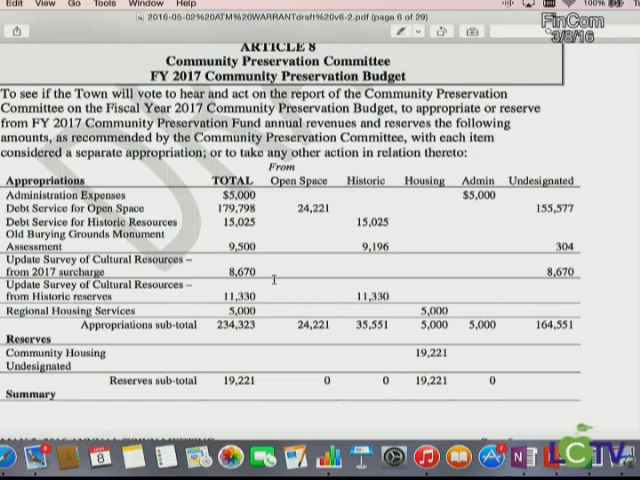 Edit View Go Tools Window Help 100%
2016-05-02%20ATM%20WARRANTdraft%20v6-2.pdf (page 6 of 29)
FinCom
3/8/16
ARTICLE 8
Community Preservation Committee
FY 2017 Community Preservation Budget
To see if the Town will vote to hear and act on the report of the Community Preservation
Committee on the Fiscal Year 2017 Community Preservation Budget, to appropriate or reserve
from FY 2017 Community Preservation Fund annual revenues and reserves the following
amounts, as recommended by the Community Preservation Committee, with each item
considered a separate appropriation; or to take any other action in relation thereto:
From
Appropriations TOTAL Open Space Historic Housing Admin Undesignated
Administration Expenses $5,000 $5,000
Debt Service for Open Space 179,798 24,221 155,577
Debt Service for Historic Resources 15,025 15,025
Old Burying Grounds Monument
Assessment 9,500 9,196 304
Update Survey of Cultural Resources –
from 2017 surcharge 8,670 8,670
Update Survey of Cultural Resources –
from Historic reserves 11,330 11,330
Regional Housing Services 5,000 5,000
Appropriations sub-total 234,323 24,221 35,551 5,000 5,000 164,551
Reserves
Community Housing 19,221
Undesignated
Reserves sub-total 19,221 0 0 19,221 0
Summary
8
LCTV